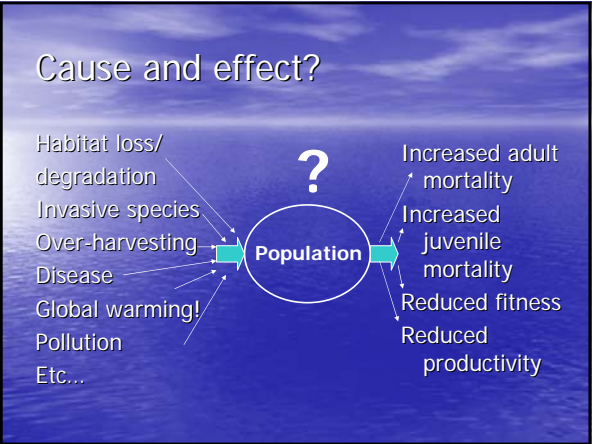 Cause and effect?
Habitat loss/
degradation
Invasive species
Over-harvesting
Disease
Global warming!
Pollution
Etc...
?
Population
Increased adult
mortality
Increased
juvenile
mortality
Reduced fitness
Reduced
productivity